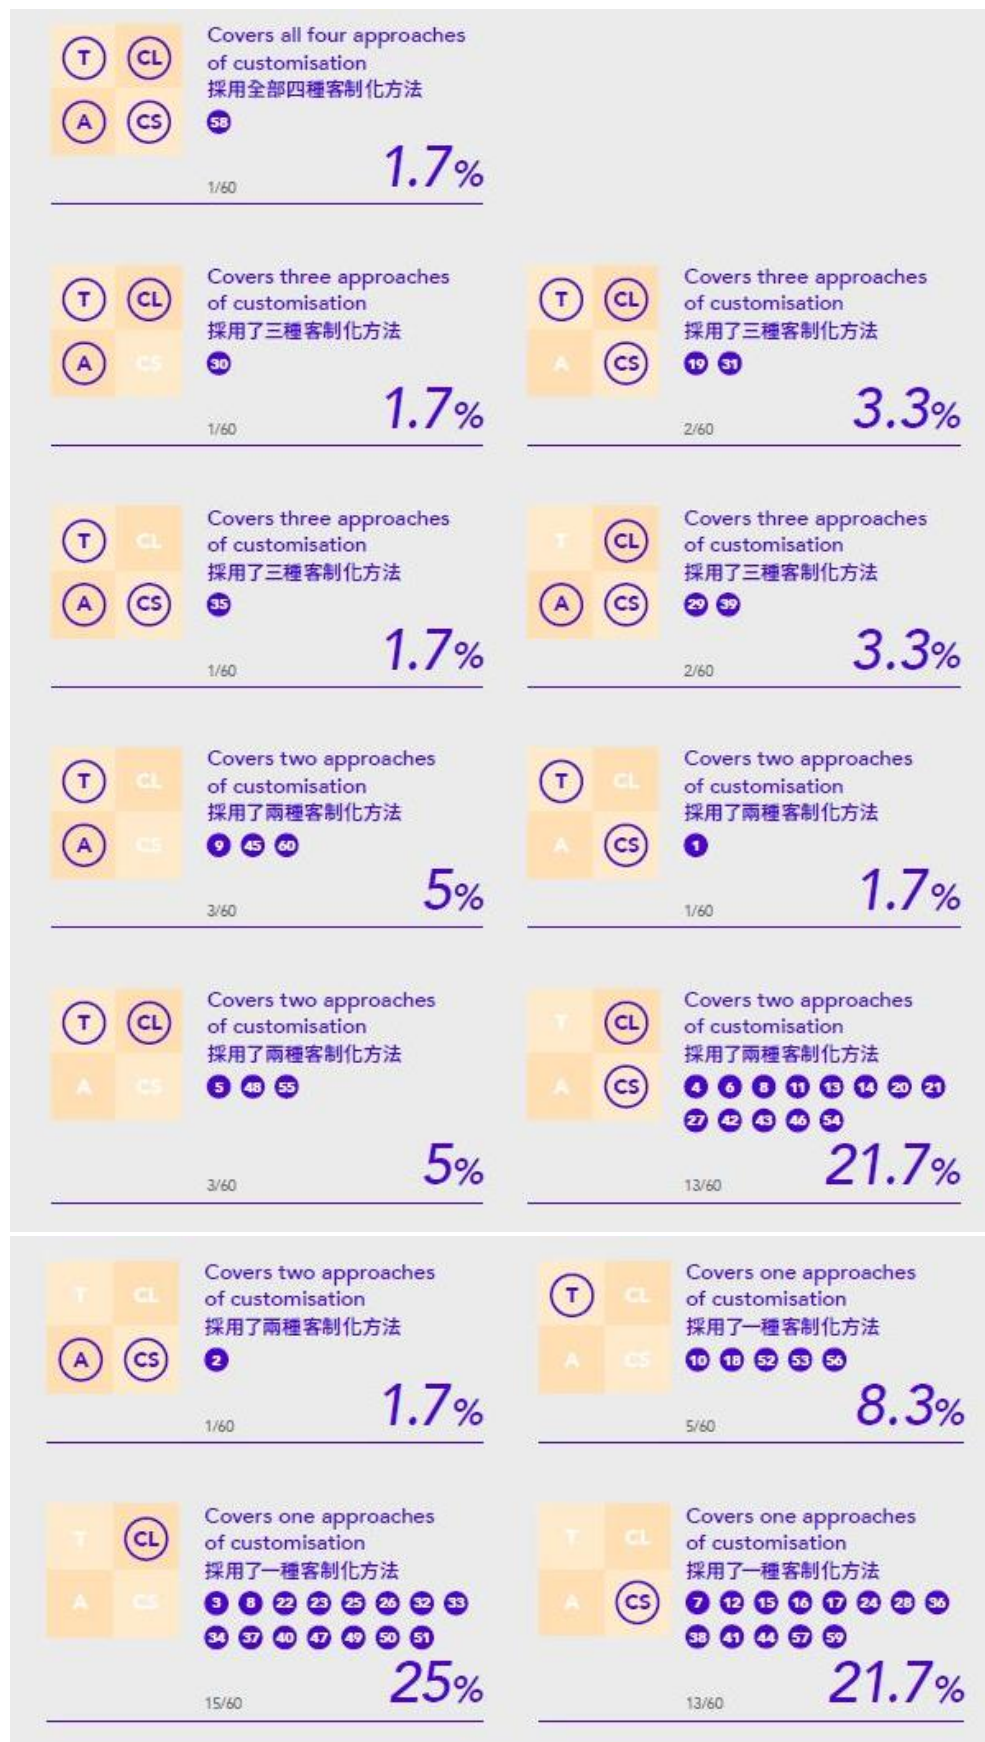 T CL
Covers all four approaches
of customisation
採用全部四種客制化方法
A CS
58
1/60
1.7%
T CL
Covers three approaches
of customisation
採用了三種客制化方法
A CS
30
1/60
1.7%
T CL
Covers three approaches
of customisation
採用了三種客制化方法
A CS
19 31
2/60
3.3%
T CL
Covers three approaches
of customisation
採用了三種客制化方法
A CS
35
1/60
1.7%
T CL
Covers three approaches
of customisation
採用了三種客制化方法
A CS
29 39
2/60
3.3%
T CL
Covers two approaches
of customisation
採用了兩種客制化方法
A CS
9 45 60
3/60
5%
T CL
Covers two approaches
of customisation
採用了兩種客制化方法
A CS
1
1/60
1.7%
T CL
Covers two approaches
of customisation
採用了兩種客制化方法
A CS
5 48 55
3/60
5%
T CL
Covers two approaches
of customisation
採用了兩種客制化方法
A CS
4 6 8 11 13 14 20 21
27 42 43 46 54
13/60
21.7%
T CL
Covers two approaches
of customisation
採用了兩種客制化方法
A CS
2
1/60
1.7%
T CL
Covers one approaches
of customisation
採用了一種客制化方法
A CS
10 18 52 53 56
5/60
8.3%
T CL
Covers one approaches
of customisation
採用了一種客制化方法
A CS
3 8 22 23 25 26 32 33
34 37 40 47 49 50 51
15/60
25%
T CL
Covers one approaches
of customisation
採用了一種客制化方法
A CS
7 12 15 16 17 24 28 36
38 41 44 57 59
13/60
21.7%